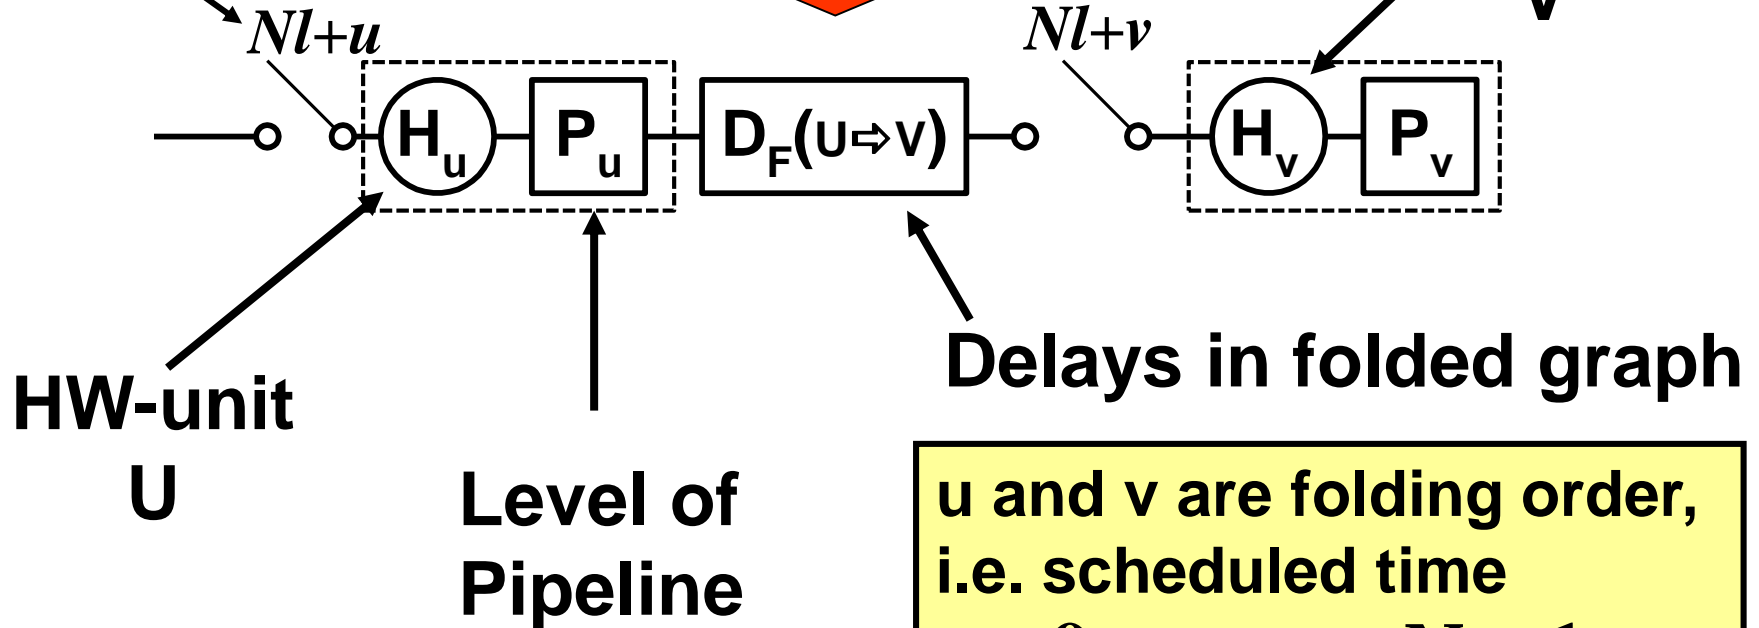 Nl+u
Nl+v
V
Hu
Pu
DF(U⇨V)
Hv
Pv
Delays in folded graph
HW-unit
U
Level of
Pipeline
u and v are folding order,
i.e. scheduled time